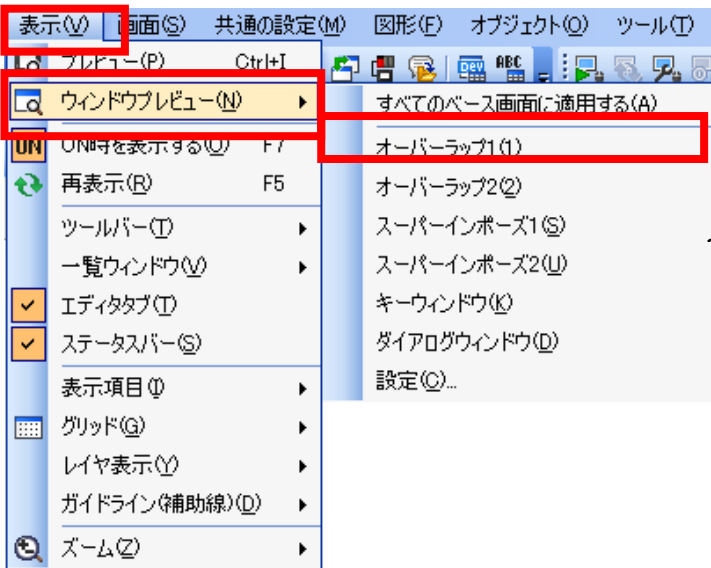 表示(V) 画面(S) 共通の設定(M) 図形(F) オブジェクト(O) ツール(T)
プレビュー(P) Ctrl+I
DEV ABC
ウィンドウプレビュー(N)
すべてのベース画面に適用する(A)
ON ON時を表示する(O) F7
オーバーラップ1(1)
再表示(R) F5
オーバーラップ2(2)
ツールバー(T)
スーパーインポーズ1(S)
一覧ウィンドウ(V)
スーパーインポーズ2(U)
エディタタブ(T)
キーウィンドウ(K)
ステータスバー(S)
ダイアログウィンドウ(D)
表示項目(I)
設定(C)...
グリッド(G)
レイヤ表示(Y)
ガイドライン(補助線)(D)
ズーム(Z)